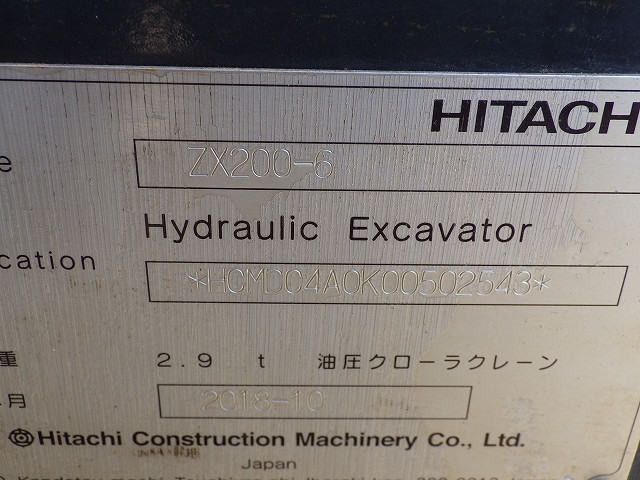 HITACH
e
ZX200-6
Hydraulic Excavator
cation
*HCMDC4A0K00502543*
重 2.9 t 油圧クローラクレーン
月 2018-10
Hitachi Construction Machinery Co., Ltd.
Japan